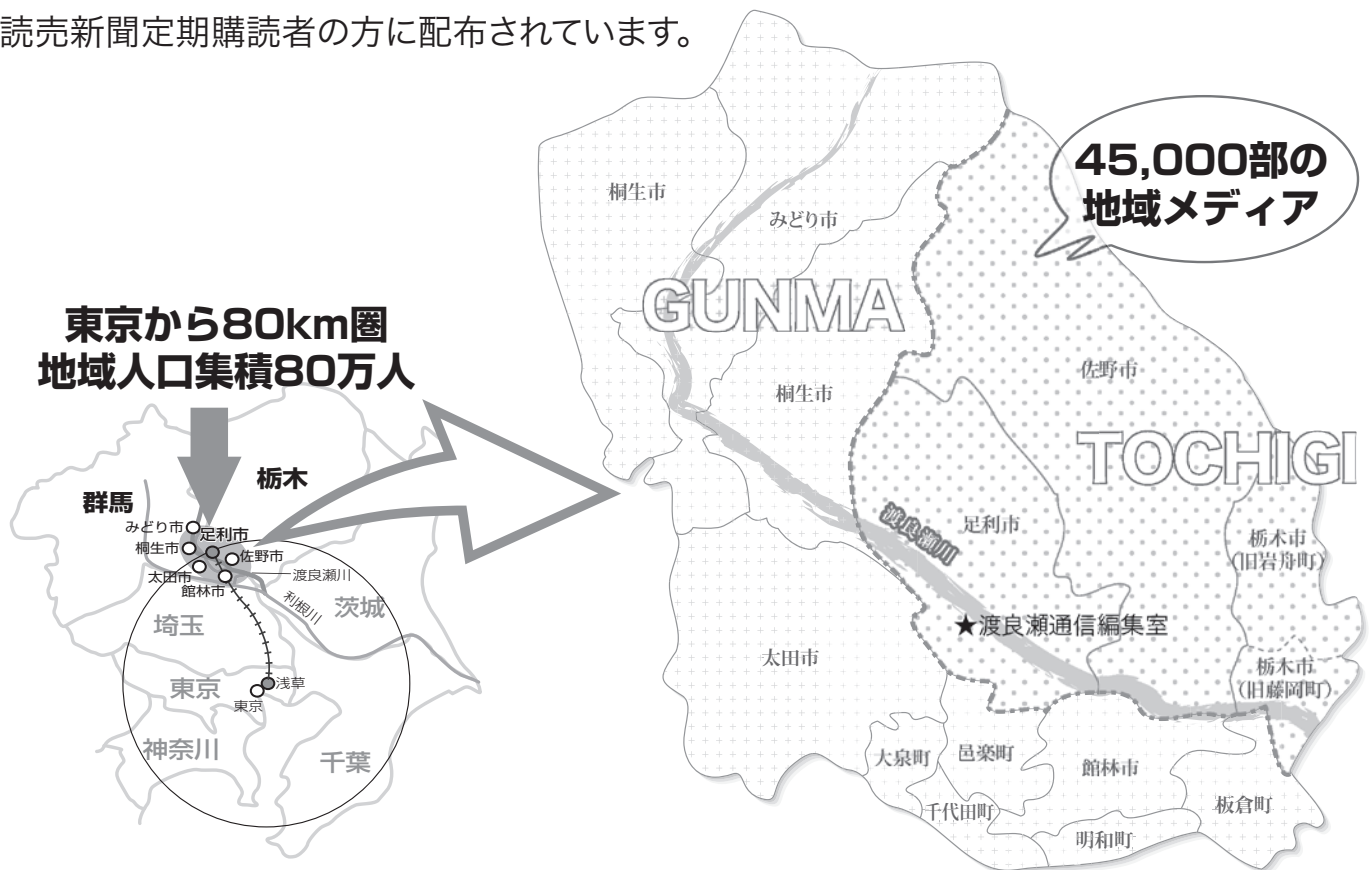 読売新聞定期購読者の方に配布されています。
45,000部の
地域メディア
東京から80km圏
地域人口集積80万人
栃木
群馬
みどり市
足利市
桐生市
佐野市
太田市
渡良瀬川
館林市
利根川
茨城
埼玉
東京
浅草
東京
神奈川
千葉
桐生市
みどり市
GUNMA
佐野市
桐生市
TOCHIGI
渡良瀬川
足利市
栃木市
(旧岩舟町)
★渡良瀬通信編集室
太田市
栃木市
(旧藤岡町)
大泉町
邑楽町
館林市
千代田町
板倉町
明和町